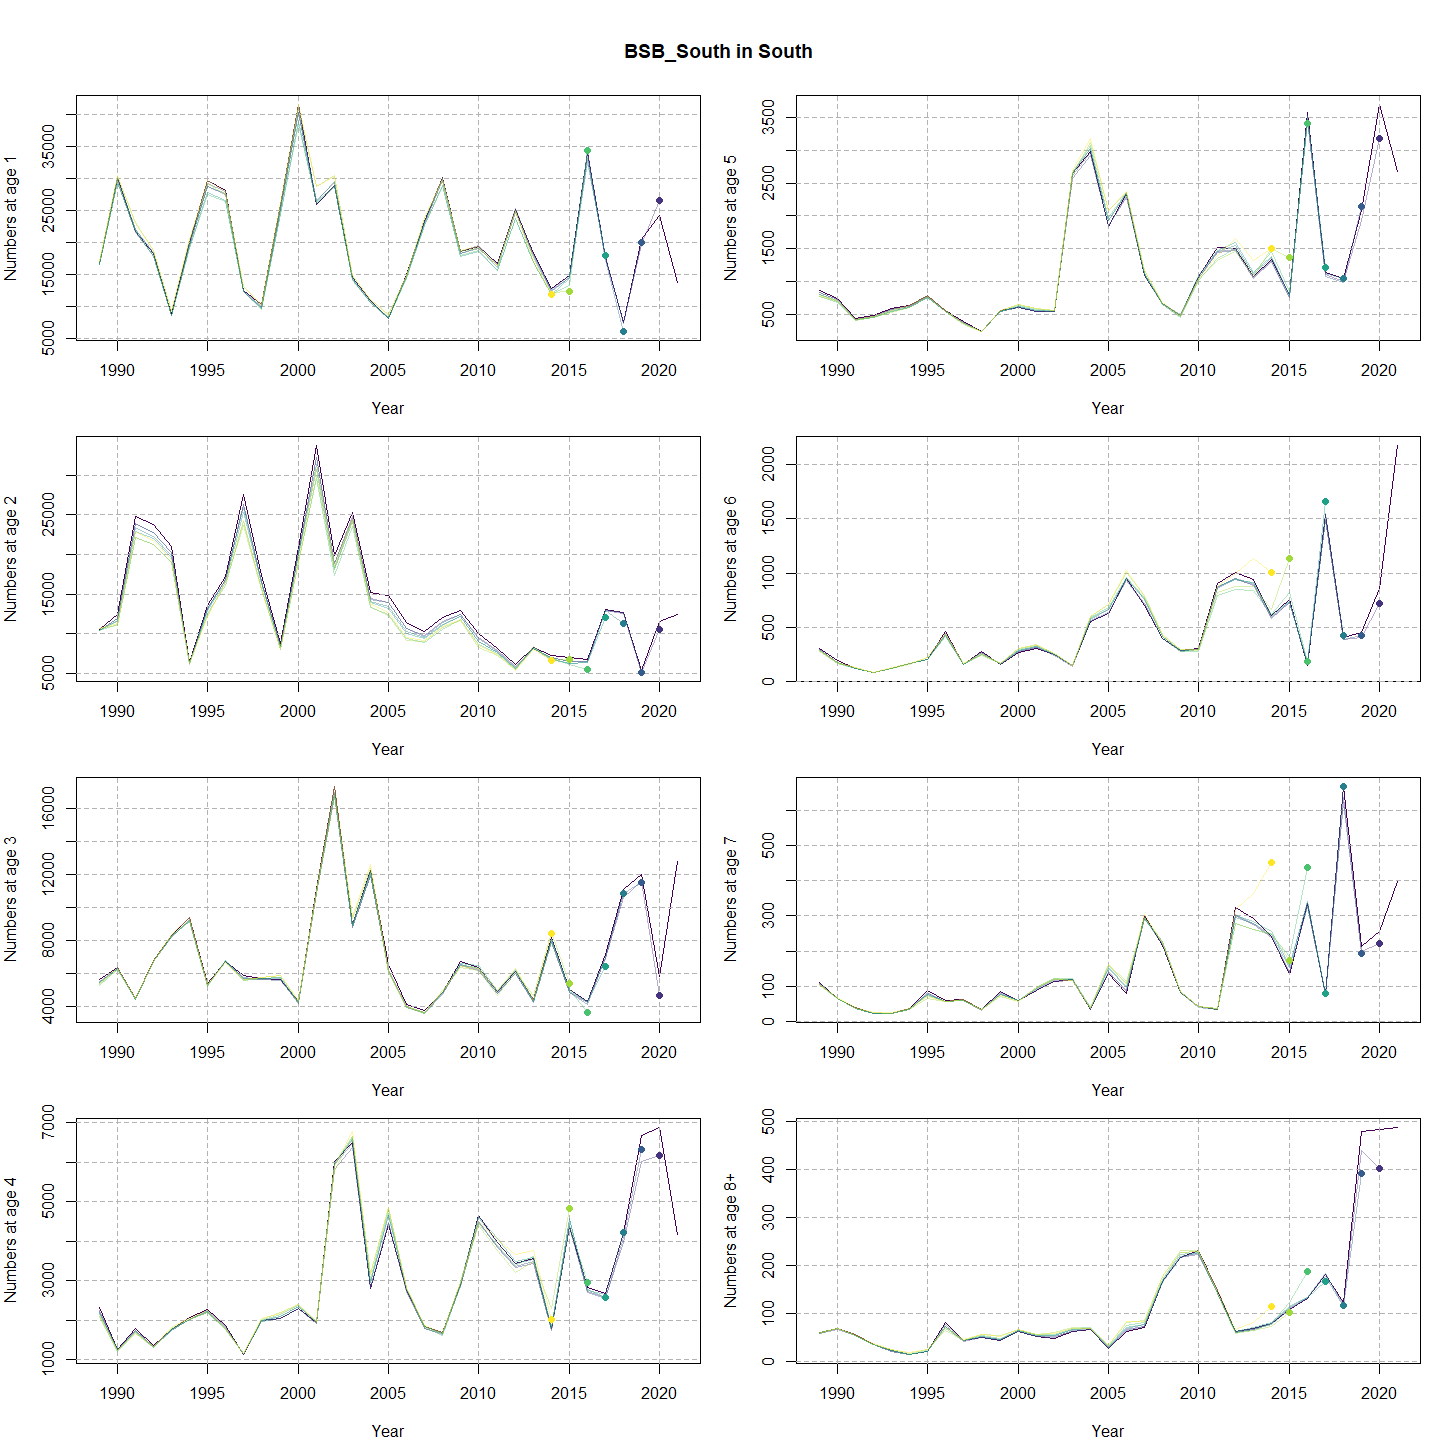 BSB_South in South
Numbers at age 1
5000 15000 25000 35000
1990 1995 2000 2005 2010 2015 2020
Year
Numbers at age 5
500 1500 2500 3500
1990 1995 2000 2005 2010 2015 2020
Year
Numbers at age 2
5000 15000 25000
1990 1995 2000 2005 2010 2015 2020
Year
Numbers at age 6
0 500 1000 1500 2000
1990 1995 2000 2005 2010 2015 2020
Year
Numbers at age 3
4000 8000 12000 16000
1990 1995 2000 2005 2010 2015 2020
Year
Numbers at age 7
0 100 300 500
1990 1995 2000 2005 2010 2015 2020
Year
Numbers at age 4
1000 3000 5000 7000
1990 1995 2000 2005 2010 2015 2020
Year
Numbers at age 8+
0 100 200 300 400 500
1990 1995 2000 2005 2010 2015 2020
Year